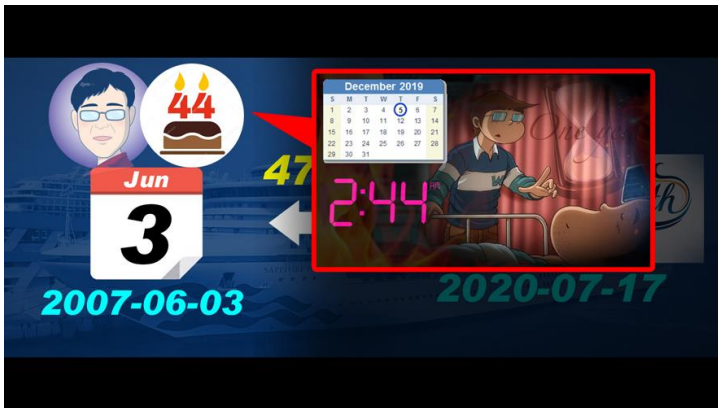 44
Jun
3
2007-06-03
47
December 2019
S M T W T F S
1 2 3 4 5 6 7
8 9 10 11 12 13 14
15 16 17 18 19 20 21
22 23 24 25 26 27 28
29 30 31
2:44
One
th
2020-07-17